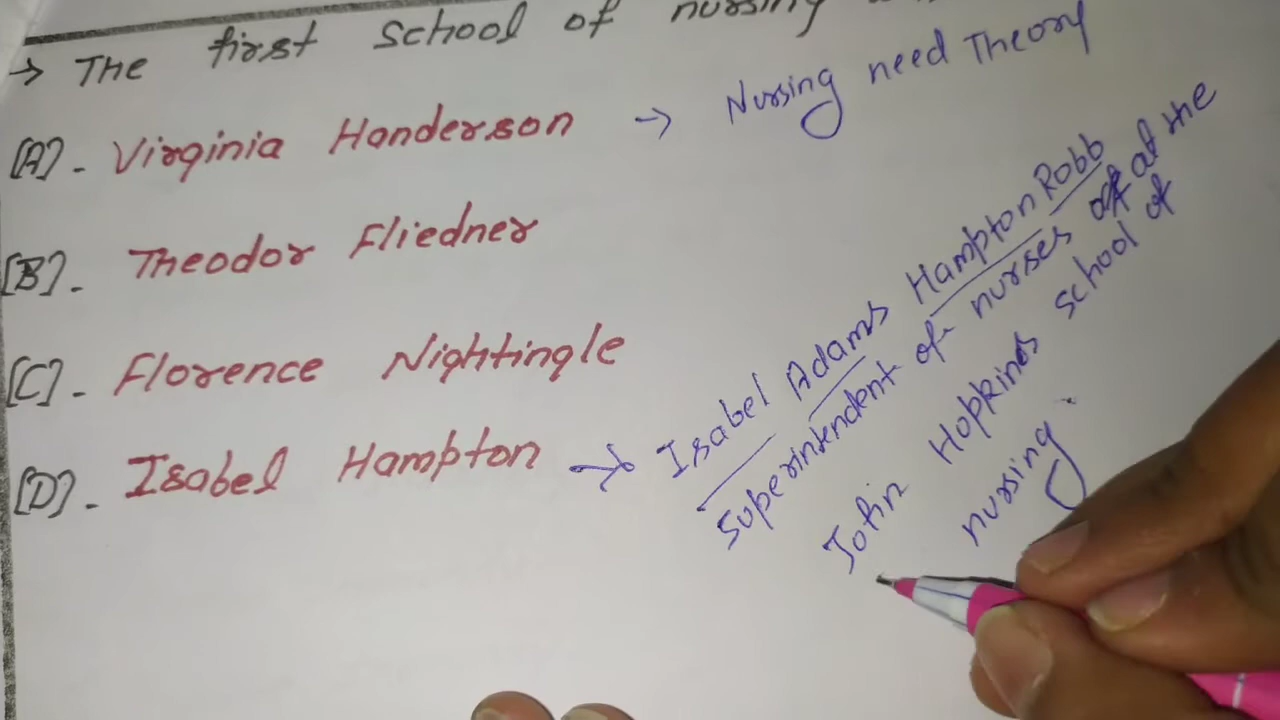 → The first school of nursing
[A]. Virginia Handerson → Nursing need Theory
[B]. Theodor Fliedner
[C]. Florence Nightingle
[D]. Isabel Hampton → Isabel Adams Hampton Robb
Superintendent of nurses at the
John Hopkins school of
nursing.